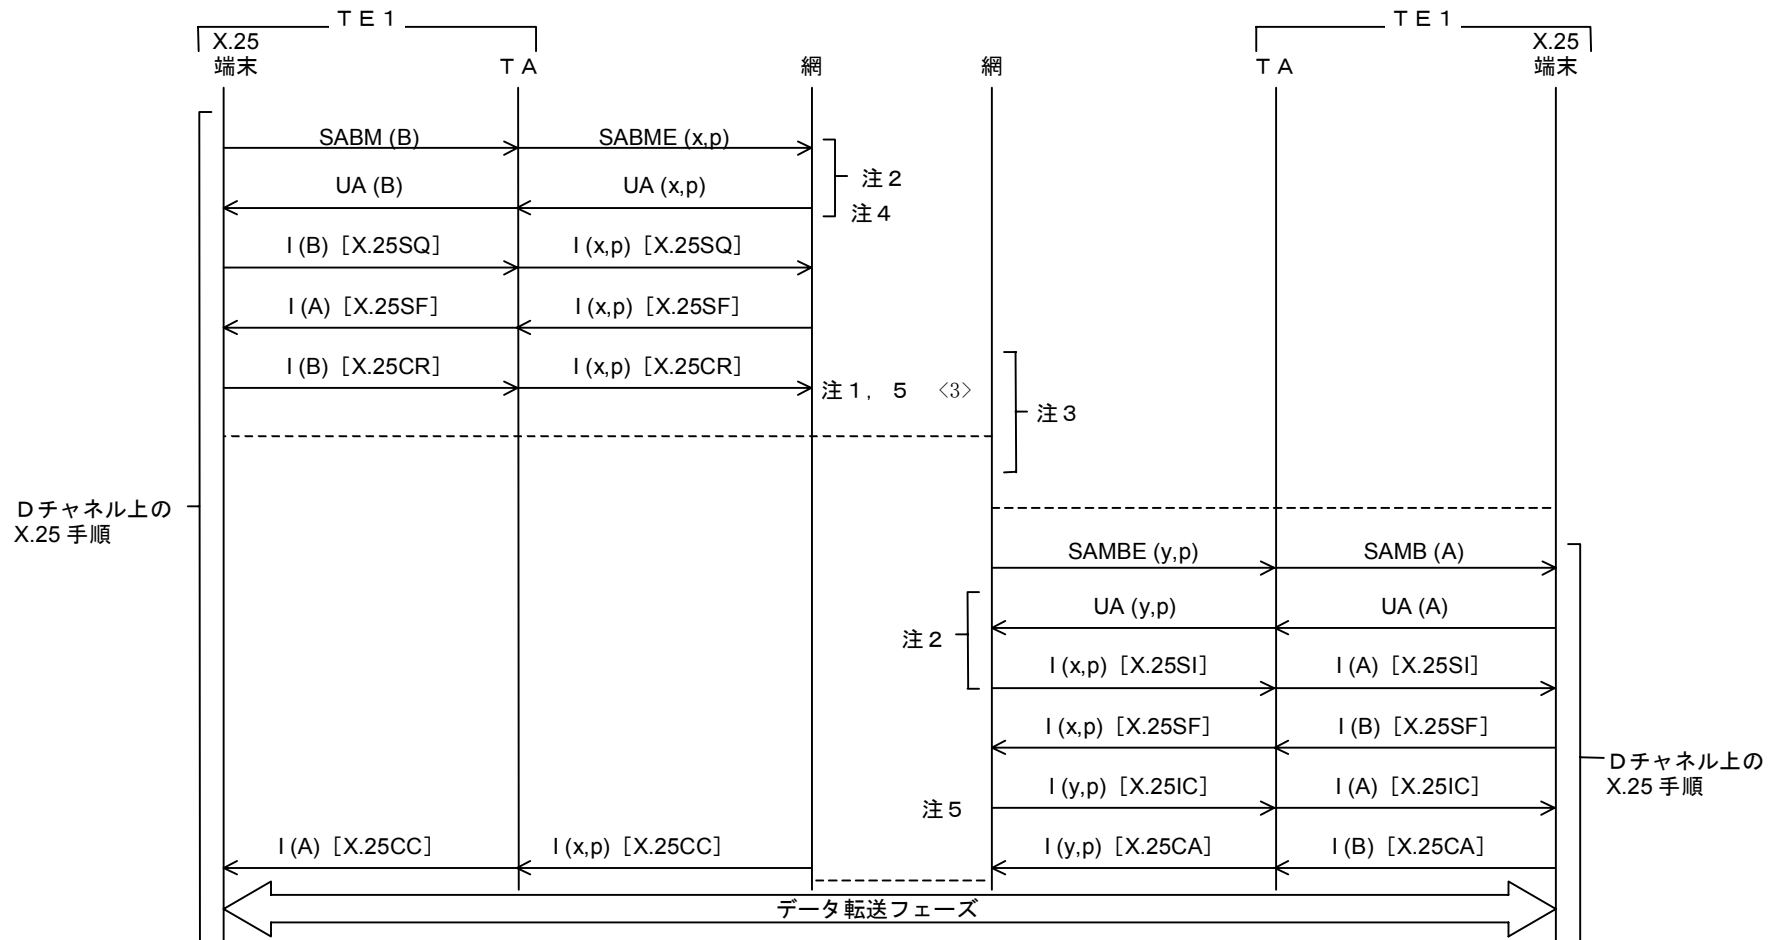 ＴＥ１
ＴＥ１
X.25
端末
ＴＡ
網
網
ＴＡ
X.25
端末
SABM (B)
SABME (x,p)
UA (B)
UA (x,p)
注２
注４
I (B)［X.25SQ］
I (x,p)［X.25SQ］
I (A)［X.25SF］
I (x,p)［X.25SF］
I (B)［X.25CR］
I (x,p)［X.25CR］
注１，５ <3>
注３
Ｄチャネル上の
X.25 手順
SAMBE (y,p)
SAMB (A)
UA (y,p)
UA (A)
注２
I (x,p)［X.25SI］
I (A)［X.25SI］
I (x,p)［X.25SF］
I (B)［X.25SF］
Ｄチャネル上の
X.25 手順
注５
I (y,p)［X.25IC］
I (A)［X.25IC］
I (A)［X.25CC］
I (x,p)［X.25CC］
I (y,p)［X.25CA］
I (B)［X.25CA］
データ転送フェーズ